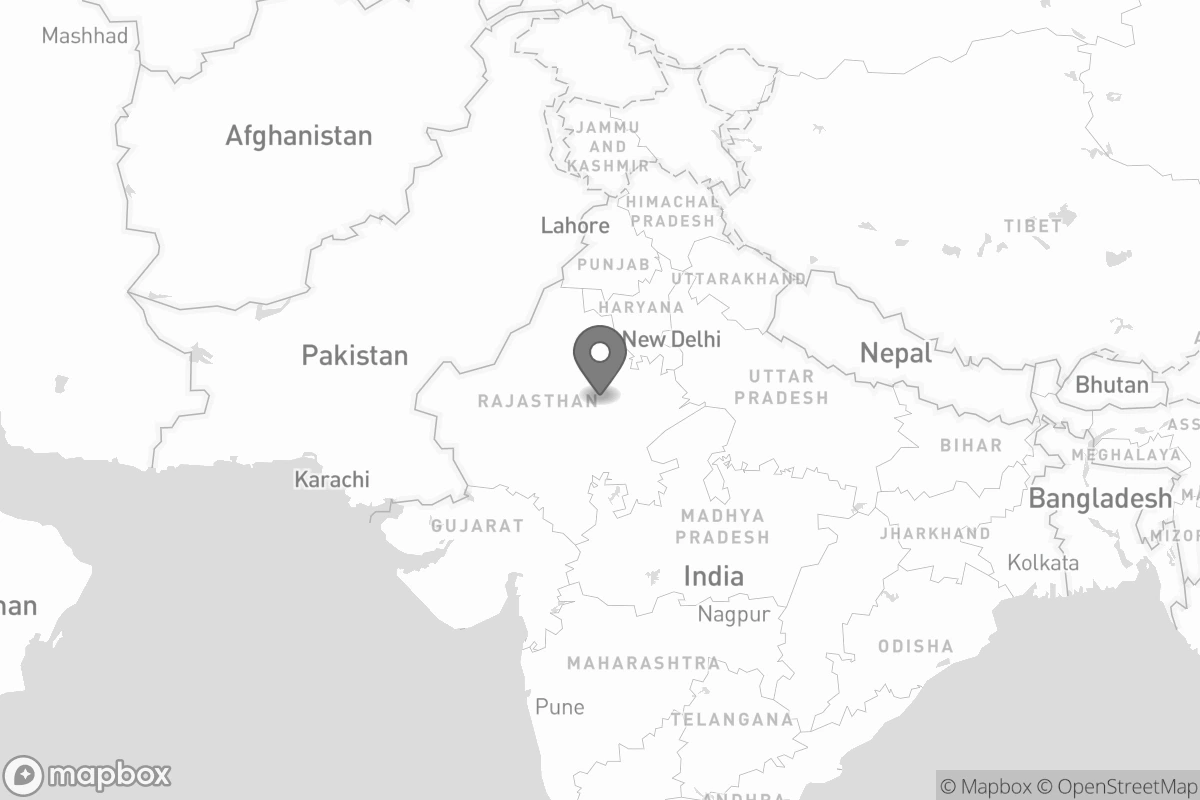 Mashhad
Afghanistan
JAMMU
AND
KASHMIR
HIMACHAL
PRADESH
Lahore
TIBET
PUNJAB
UTTARAKHAND
HARYANA
New Delhi
Pakistan
Nepal
UTTAR
PRADESH
Bhutan
RAJASTHAN
ASS
BIHAR
MEGHALAYA
Karachi
Bangladesh
MA
GUJARAT
MADHYA
PRADESH
JHARKHAND
MIZOR
Kolkata
India
nan
Nagpur
ODISHA
MAHARASHTRA
Pune
TELANGANA
mapbox
© Mapbox © OpenStreetMap
ANDHRA